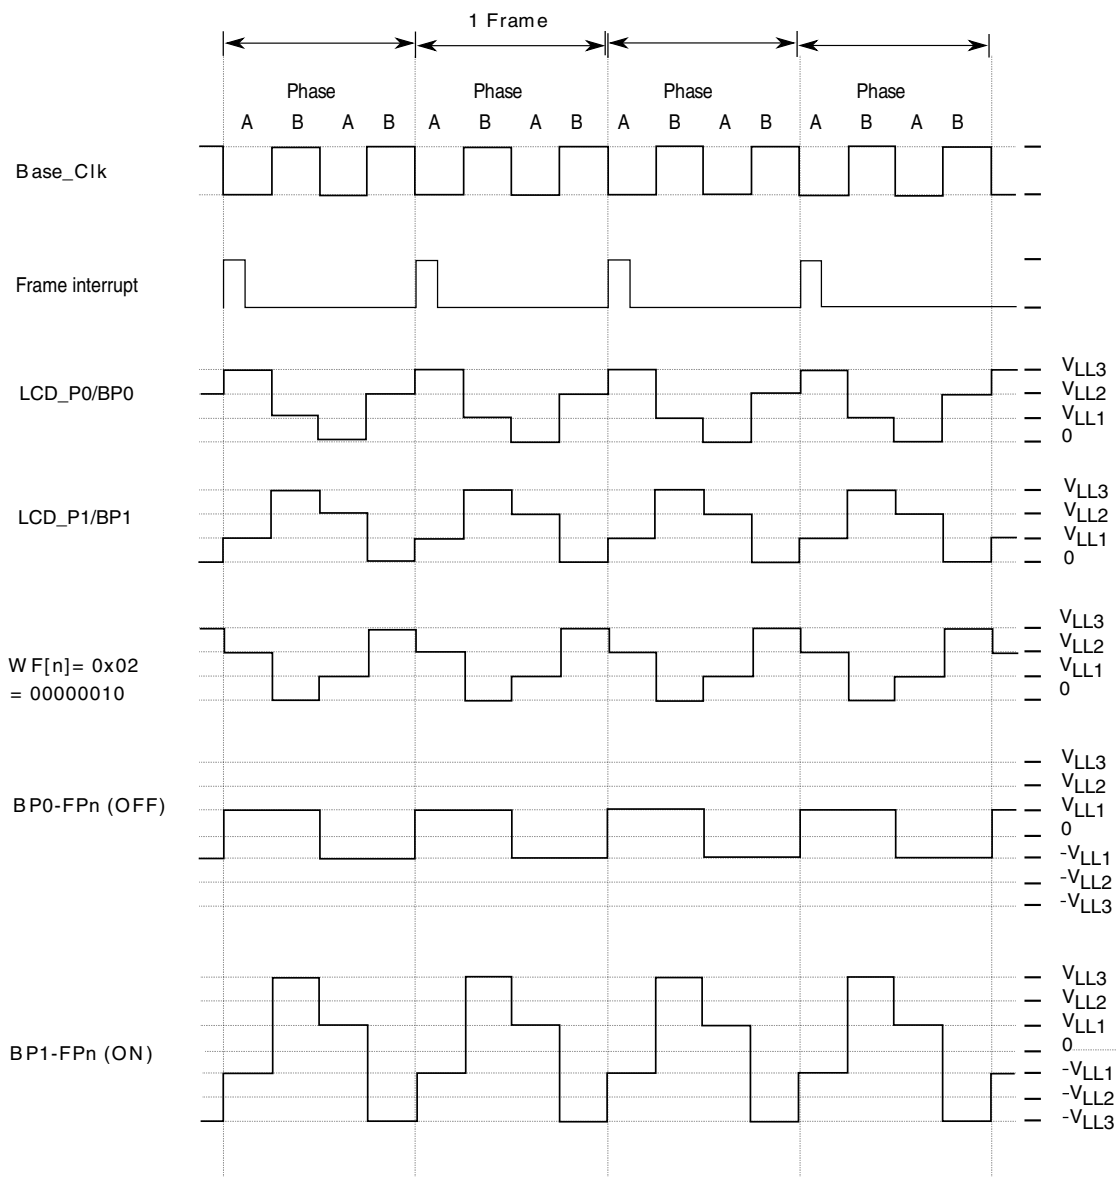 1 Frame
Phase Phase Phase Phase
A B A B A B A B A B A B A B A B
Base_Clk
Frame interrupt
LCD_P0/BP0
VLL3
VLL2
VLL1
0
LCD_P1/BP1
VLL3
VLL2
VLL1
0
WF[n]= 0x02
= 00000010
VLL3
VLL2
VLL1
0
BP0-FPn (OFF)
VLL3
VLL2
VLL1
0
-VLL1
-VLL2
-VLL3
BP1-FPn (ON)
VLL3
VLL2
VLL1
0
-VLL1
-VLL2
-VLL3